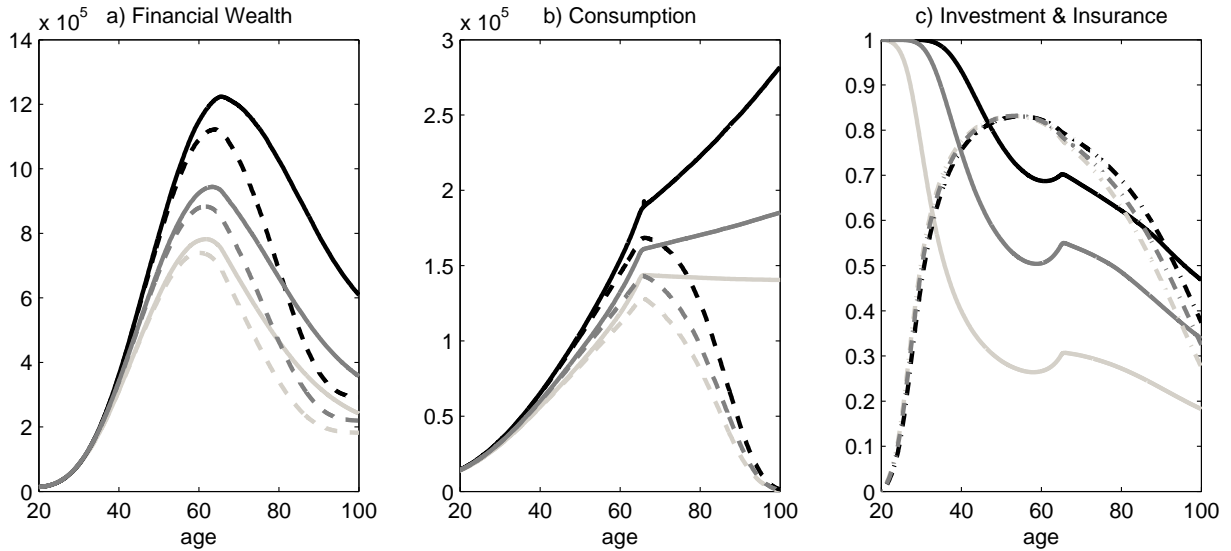 a) Financial Wealth
x 10^5
14
12
10
8
6
4
2
0
20 40 60 80 100
age
b) Consumption
x 10^5
3
2.5
2
1.5
1
0.5
0
20 40 60 80 100
age
c) Investment & Insurance
1
0.9
0.8
0.7
0.6
0.5
0.4
0.3
0.2
0.1
0
20 40 60 80 100
age